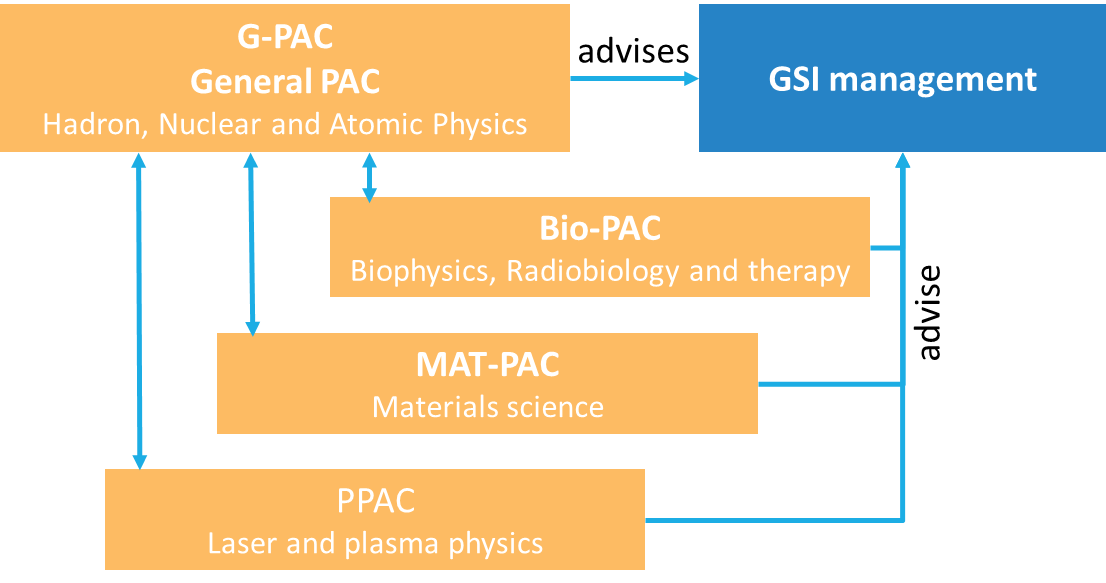 G-PAC
General PAC
Hadron, Nuclear and Atomic Physics
advises
GSI management
Bio-PAC
Biophysics, Radiobiology and therapy
advise
MAT-PAC
Materials science
PPAC
Laser and plasma physics